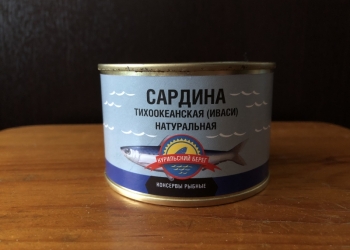 САРДИНА
ТИХООКЕАНСКАЯ (ИВАСИ)
НАТУРАЛЬНАЯ
КУРИЛЬСКИЙ БЕРЕГ
КОНСЕРВЫ РЫБНЫЕ